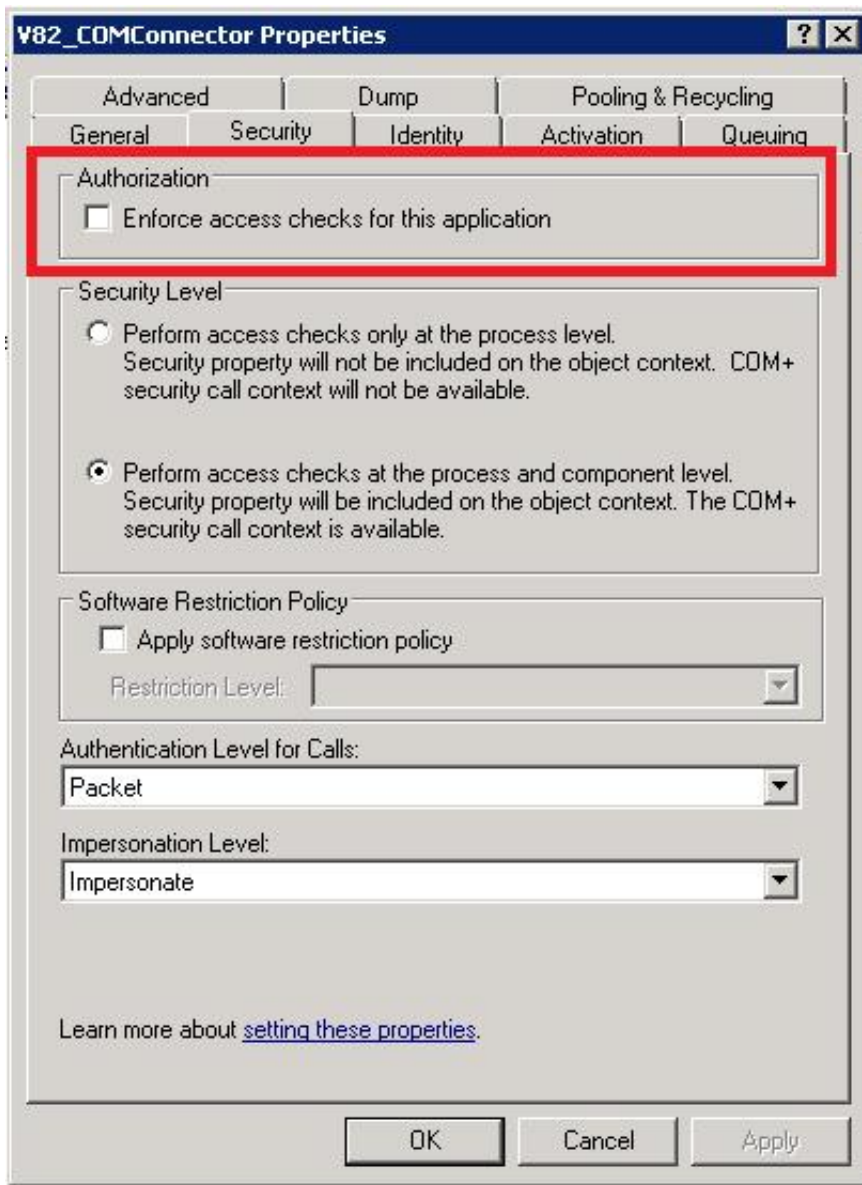 V82_COMConnector Properties
Advanced Dump Pooling & Recycling
General Security Identity Activation Queuing
Authorization
Enforce access checks for this application
Security Level
Perform access checks only at the process level.
Security property will not be included on the object context. COM+
security call context will not be available.
Perform access checks at the process and component level.
Security property will be included on the object context. The COM+
security call context is available.
Software Restriction Policy
Apply software restriction policy
Restriction Level:
Authentication Level for Calls:
Packet
Impersonation Level:
Impersonate
Learn more about setting these properties.
OK Cancel Apply